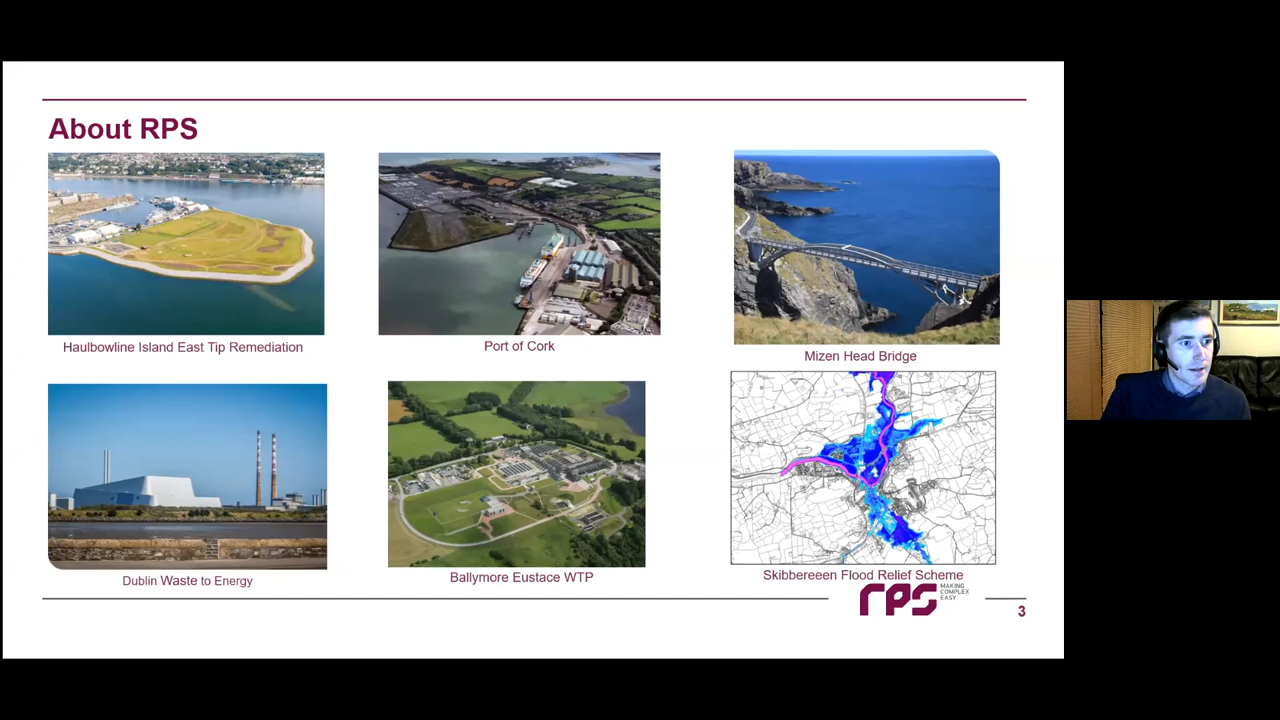 About RPS
Haulbowline Island East Tip Remediation
Port of Cork
Mizen Head Bridge
Dublin Waste to Energy
Ballymore Eustace WTP
Skibbereeen Flood Relief Scheme
rps
MAKING
COMPLEX
EASY
3